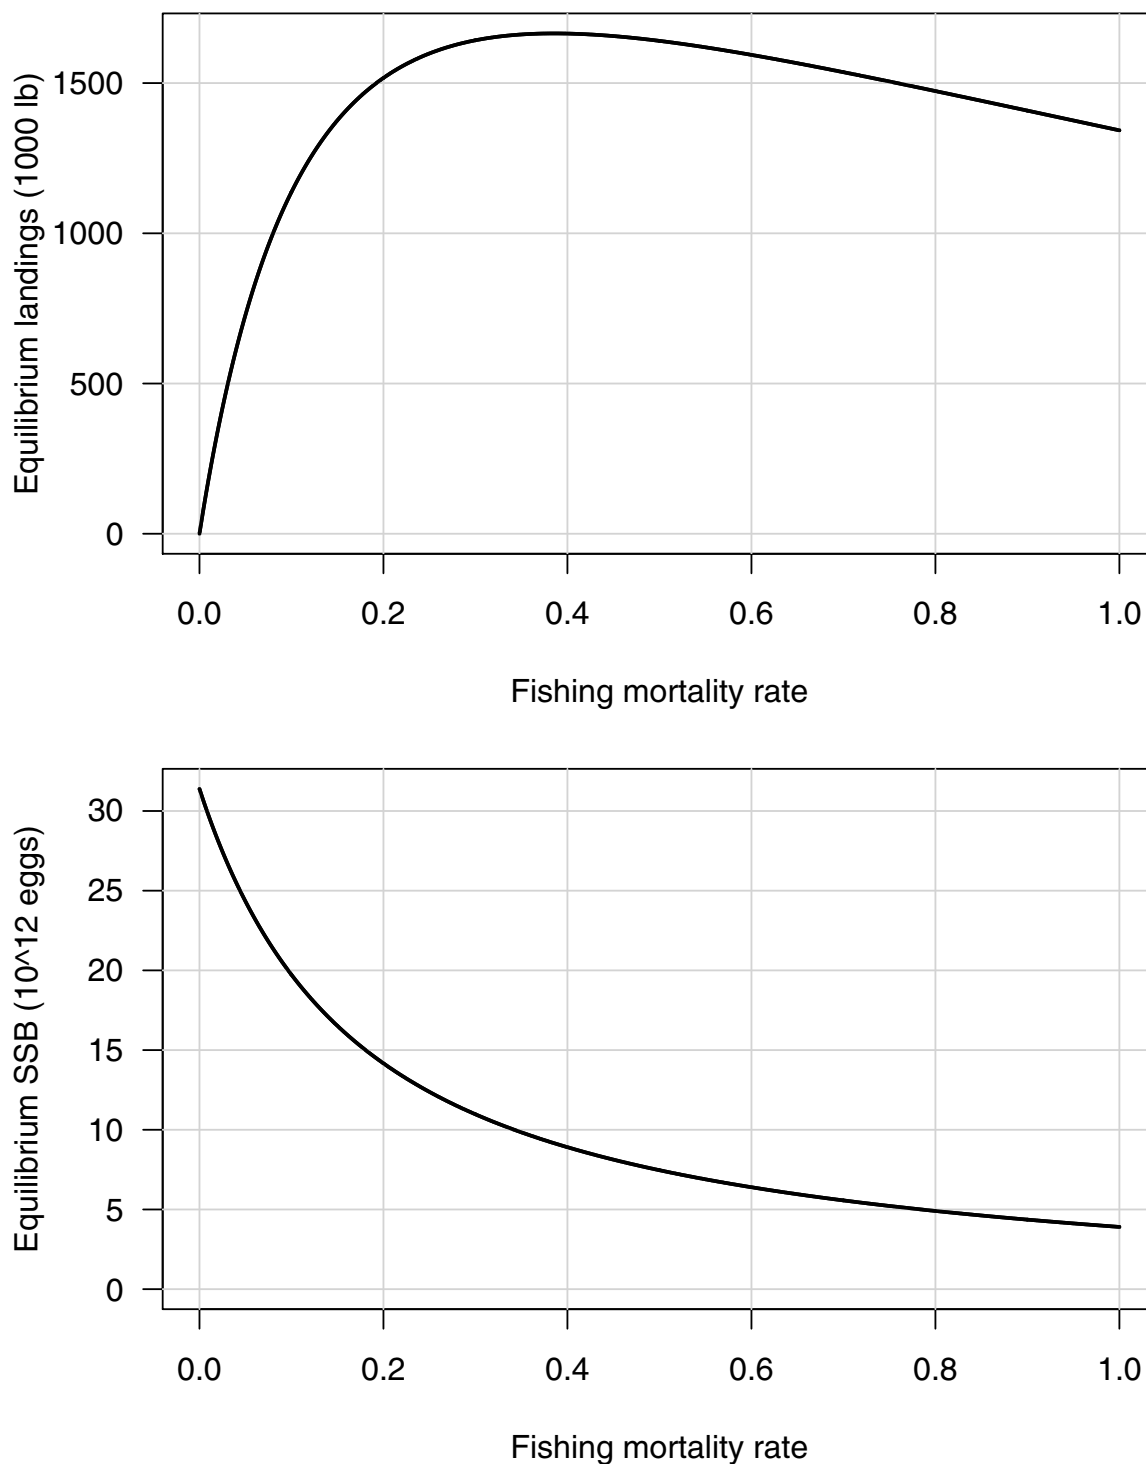 Equilibrium landings (1000 lb)
1500
1000
500
0
0.0 0.2 0.4 0.6 0.8 1.0
Fishing mortality rate
Equilibrium SSB (10^12 eggs)
30
25
20
15
10
5
0
0.0 0.2 0.4 0.6 0.8 1.0
Fishing mortality rate